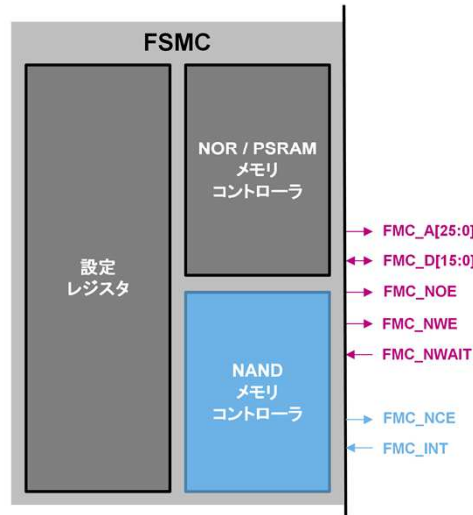 FSMC
設定
レジスタ
NOR / PSRAM
メモリ
コントローラ
NAND
メモリ
コントローラ
FMC_A[25:0]
FMC_D[15:0]
FMC_NOE
FMC_NWE
FMC_NWAIT
FMC_NCE
FMC_INT